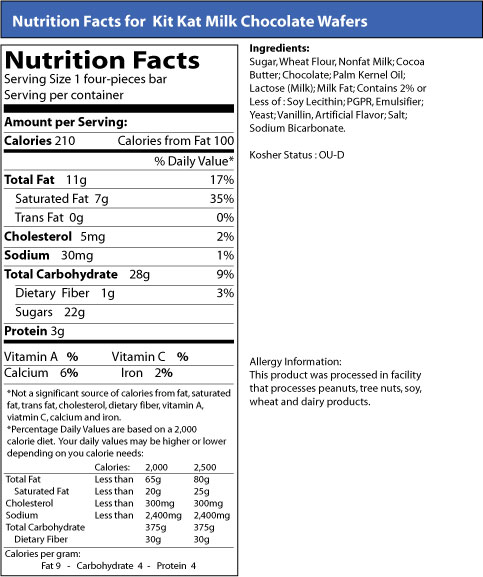 Nutrition Facts for Kit Kat Milk Chocolate Wafers
Nutrition Facts
Serving Size 1 four-pieces bar
Serving per container
Amount per Serving:
Calories 210 Calories from Fat 100
% Daily Value*
Total Fat 11g 17%
Saturated Fat 7g 35%
Trans Fat 0g 0%
Cholesterol 5mg 2%
Sodium 30mg 1%
Total Carbohydrate 28g 9%
Dietary Fiber 1g 3%
Sugars 22g
Protein 3g
Vitamin A % Vitamin C %
Calcium 6% Iron 2%
*Not a significant source of calories from fat, saturated
fat, trans fat, cholesterol, dietary fiber, vitamin A,
viatmin C, calcium and iron.
*Percentage Daily Values are based on a 2,000
calorie diet. Your daily values may be higher or lower
depending on you calorie needs:
Calories: 2,000 2,500
Total Fat Less than 65g 80g
Saturated Fat Less than 20g 25g
Cholesterol Less than 300mg 300mg
Sodium Less than 2,400mg 2,400mg
Total Carbohydrate 375g 375g
Dietary Fiber 30g 30g
Calories per gram:
Fat 9 - Carbohydrate 4 - Protein 4
Ingredients:
Sugar, Wheat Flour, Nonfat Milk; Cocoa
Butter; Chocolate; Palm Kernel Oil;
Lactose (Milk); Milk Fat; Contains 2% or
Less of : Soy Lecithin; PGPR, Emulsifier;
Yeast; Vanillin, Artificial Flavor; Salt;
Sodium Bicarbonate.
Kosher Status : OU-D
Allergy Information:
This product was processed in facility
that processes peanuts, tree nuts, soy,
wheat and dairy products.